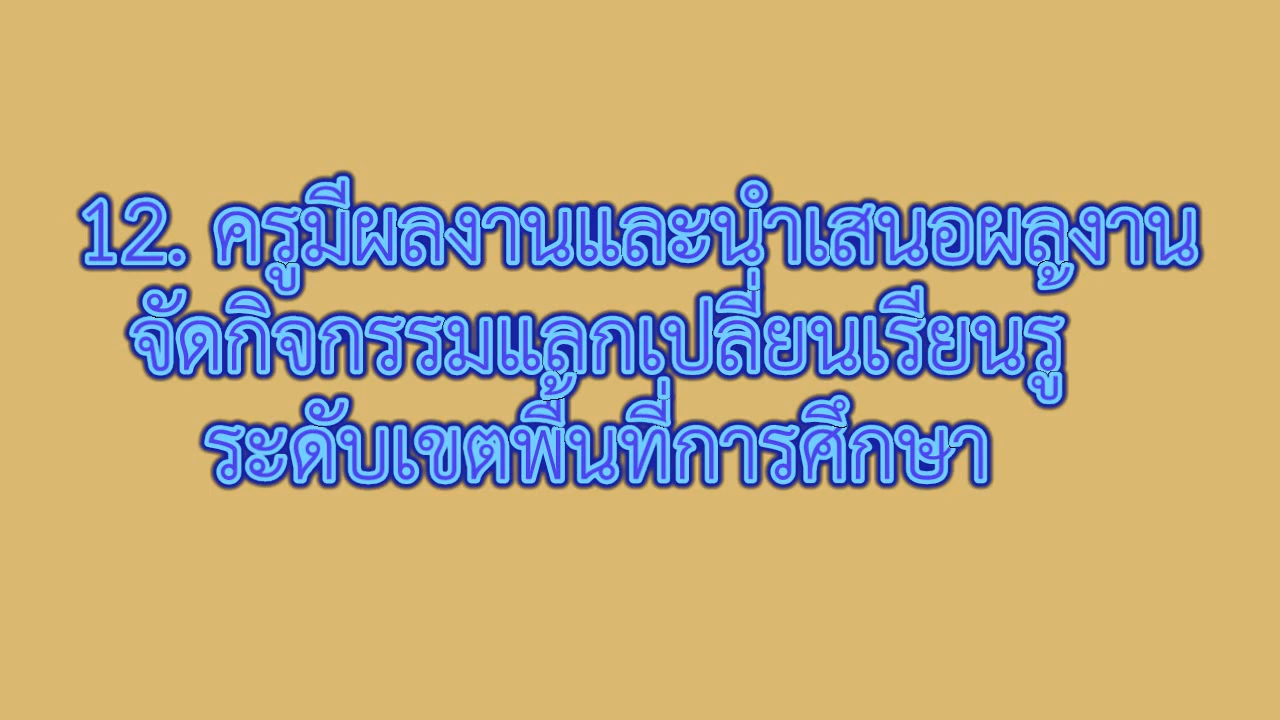 12. ครูมีผลงานและนำเสนอผลงาน
จัดกิจกรรมแลกเปลี่ยนเรียนรู้
ระดับเขตพื้นที่การศึกษา